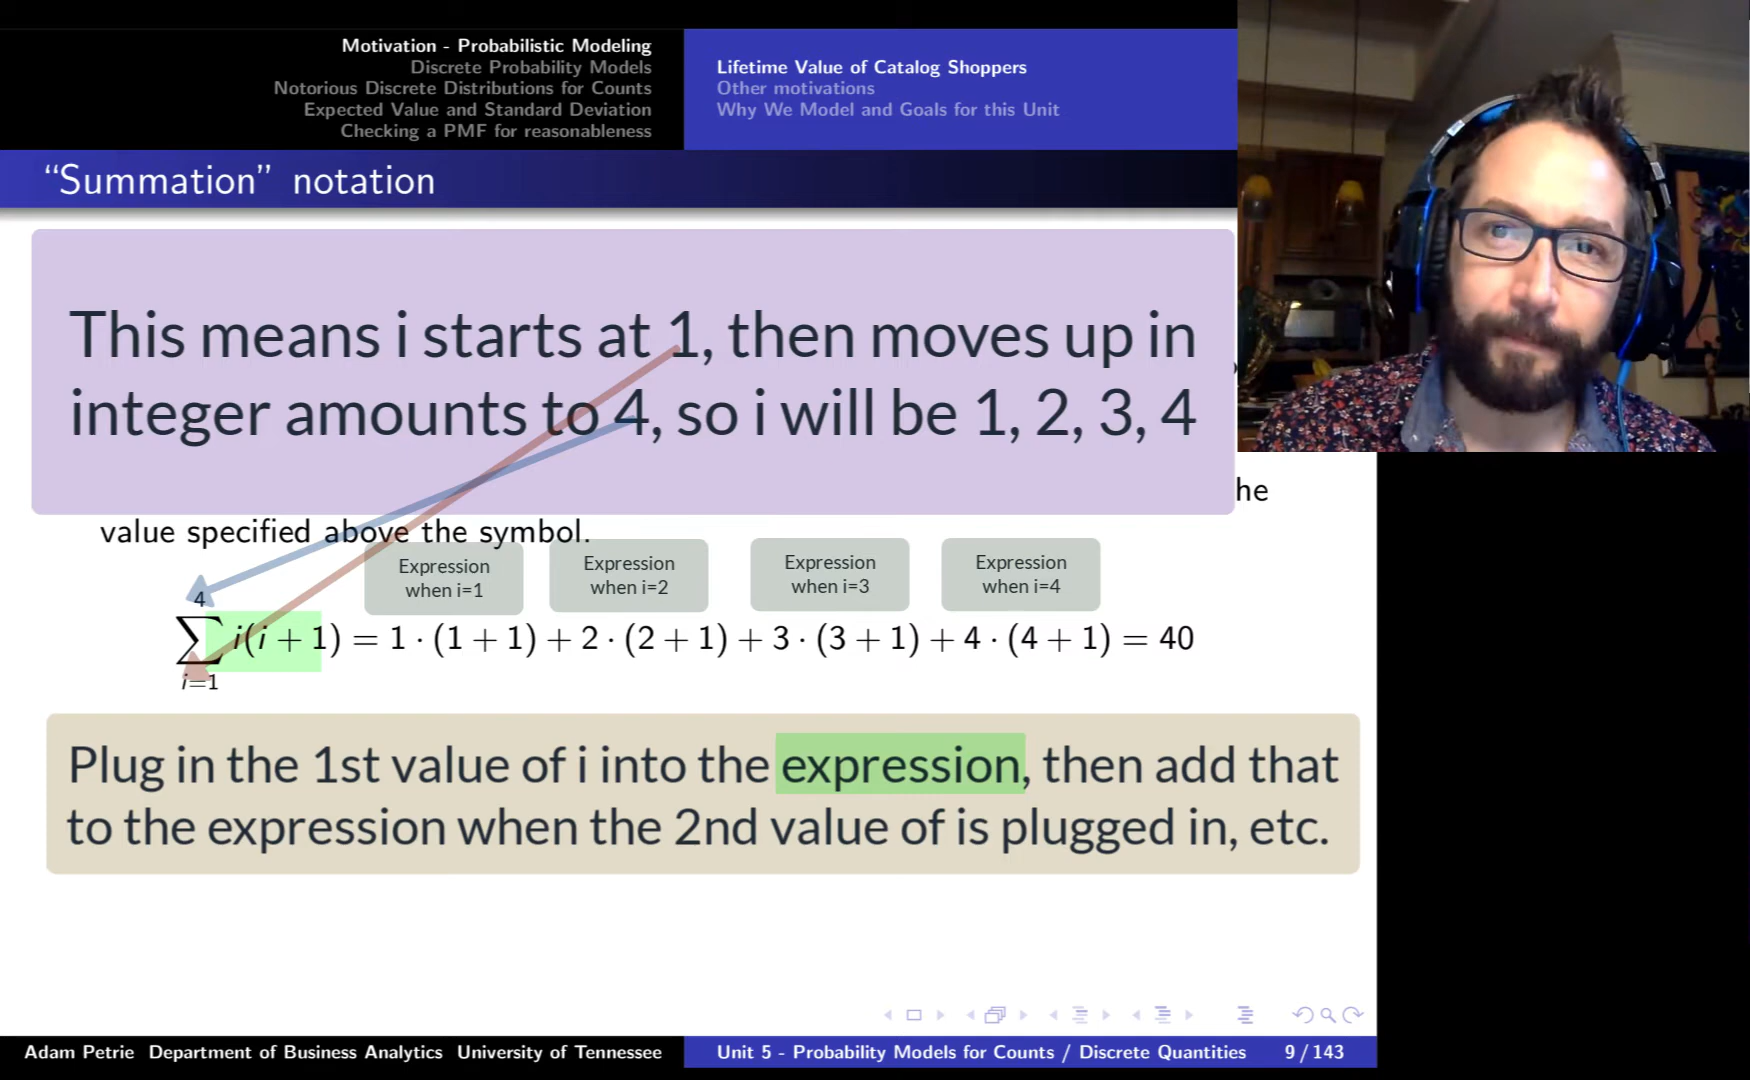 Motivation - Probabilistic Modeling
Discrete Probability Models
Notorious Discrete Distributions for Counts
Expected Value and Standard Deviation
Checking a PMF for reasonableness
Lifetime Value of Catalog Shoppers
Other motivations
Why We Model and Goals for this Unit
“Summation” notation
This means i starts at 1, then moves up in
integer amounts to 4, so i will be 1, 2, 3, 4
he
value specified above the symbol.
Expression
when i=1
Expression
when i=2
Expression
when i=3
Expression
when i=4
4
∑ i(i + 1) = 1 · (1 + 1) + 2 · (2 + 1) + 3 · (3 + 1) + 4 · (4 + 1) = 40
i=1
Plug in the 1st value of i into the expression, then add that
to the expression when the 2nd value of is plugged in, etc.
Adam Petrie Department of Business Analytics University of Tennessee
Unit 5 - Probability Models for Counts / Discrete Quantities 9 / 143